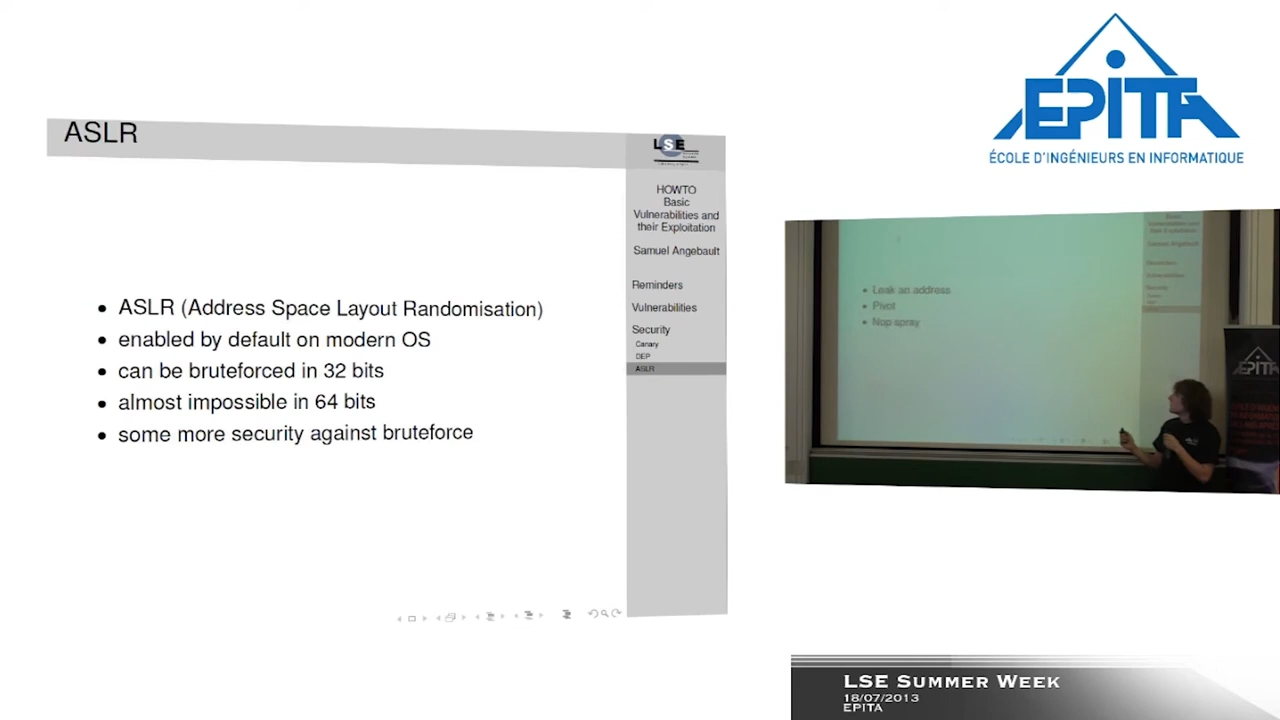 ASLR
LSE
HOWTO
Basic
Vulnerabilities and
their Exploitation
Samuel Angebault
Reminders
Vulnerabilities
Security
Canary
DEP
ASLR
• ASLR (Address Space Layout Randomisation)
• enabled by default on modern OS
• can be bruteforced in 32 bits
• almost impossible in 64 bits
• some more security against bruteforce
EPITA
ÉCOLE D'INGÉNIEURS EN INFORMATIQUE
• Leak an address
• Pivot
• Nop spray
EPITA
LSE SUMMER WEEK
18/07/2013
EPITA